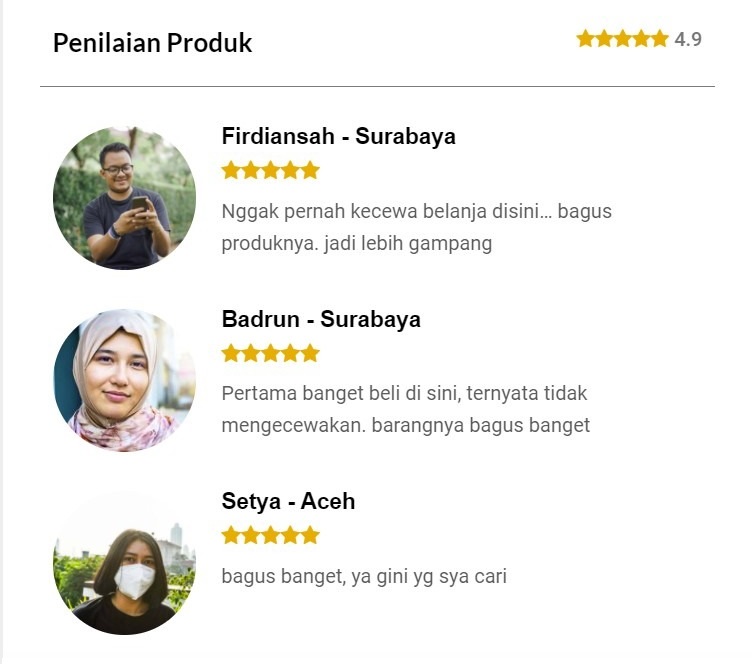 Penilaian Produk
4.9
Firdiansah - Surabaya
Nggak pernah kecewa belanja disini... bagus
produknya. jadi lebih gampang
Badrun - Surabaya
Pertama banget beli di sini, ternyata tidak
mengecewakan. barangnya bagus banget
Setya - Aceh
bagus banget, ya gini yg sya cari